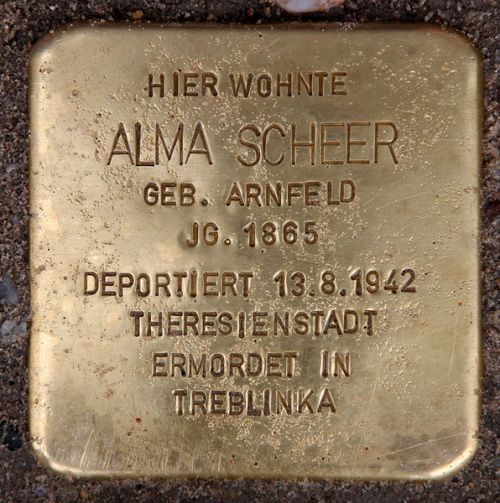 HIER WOHNTE
ALMA SCHEER
GEB. ARNFELD
JG. 1865
DEPORTIERT 13.8.1942
THERESIENSTADT
ERMORDET IN
TREBLINKA